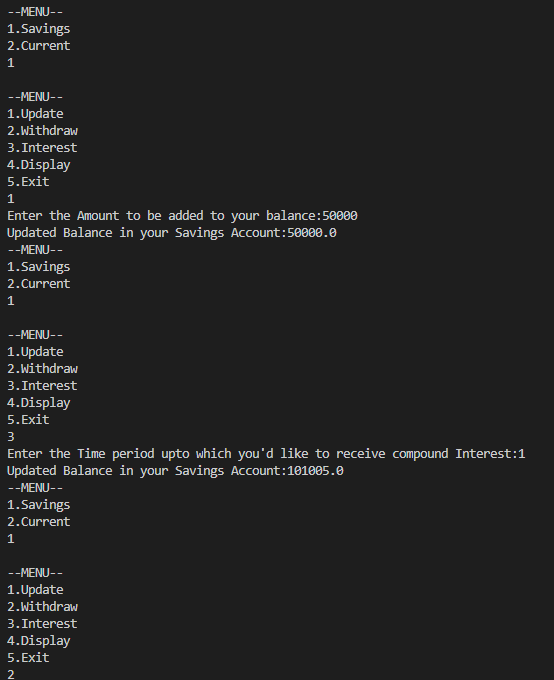 --MENU--
1.Savings
2.Current
1

--MENU--
1.Update
2.Withdraw
3.Interest
4.Display
5.Exit
1
Enter the Amount to be added to your balance:50000
Updated Balance in your Savings Account:50000.0
--MENU--
1.Savings
2.Current
1

--MENU--
1.Update
2.Withdraw
3.Interest
4.Display
5.Exit
3
Enter the Time period upto which you'd like to receive compound Interest:1
Updated Balance in your Savings Account:101005.0
--MENU--
1.Savings
2.Current
1

--MENU--
1.Update
2.Withdraw
3.Interest
4.Display
5.Exit
2